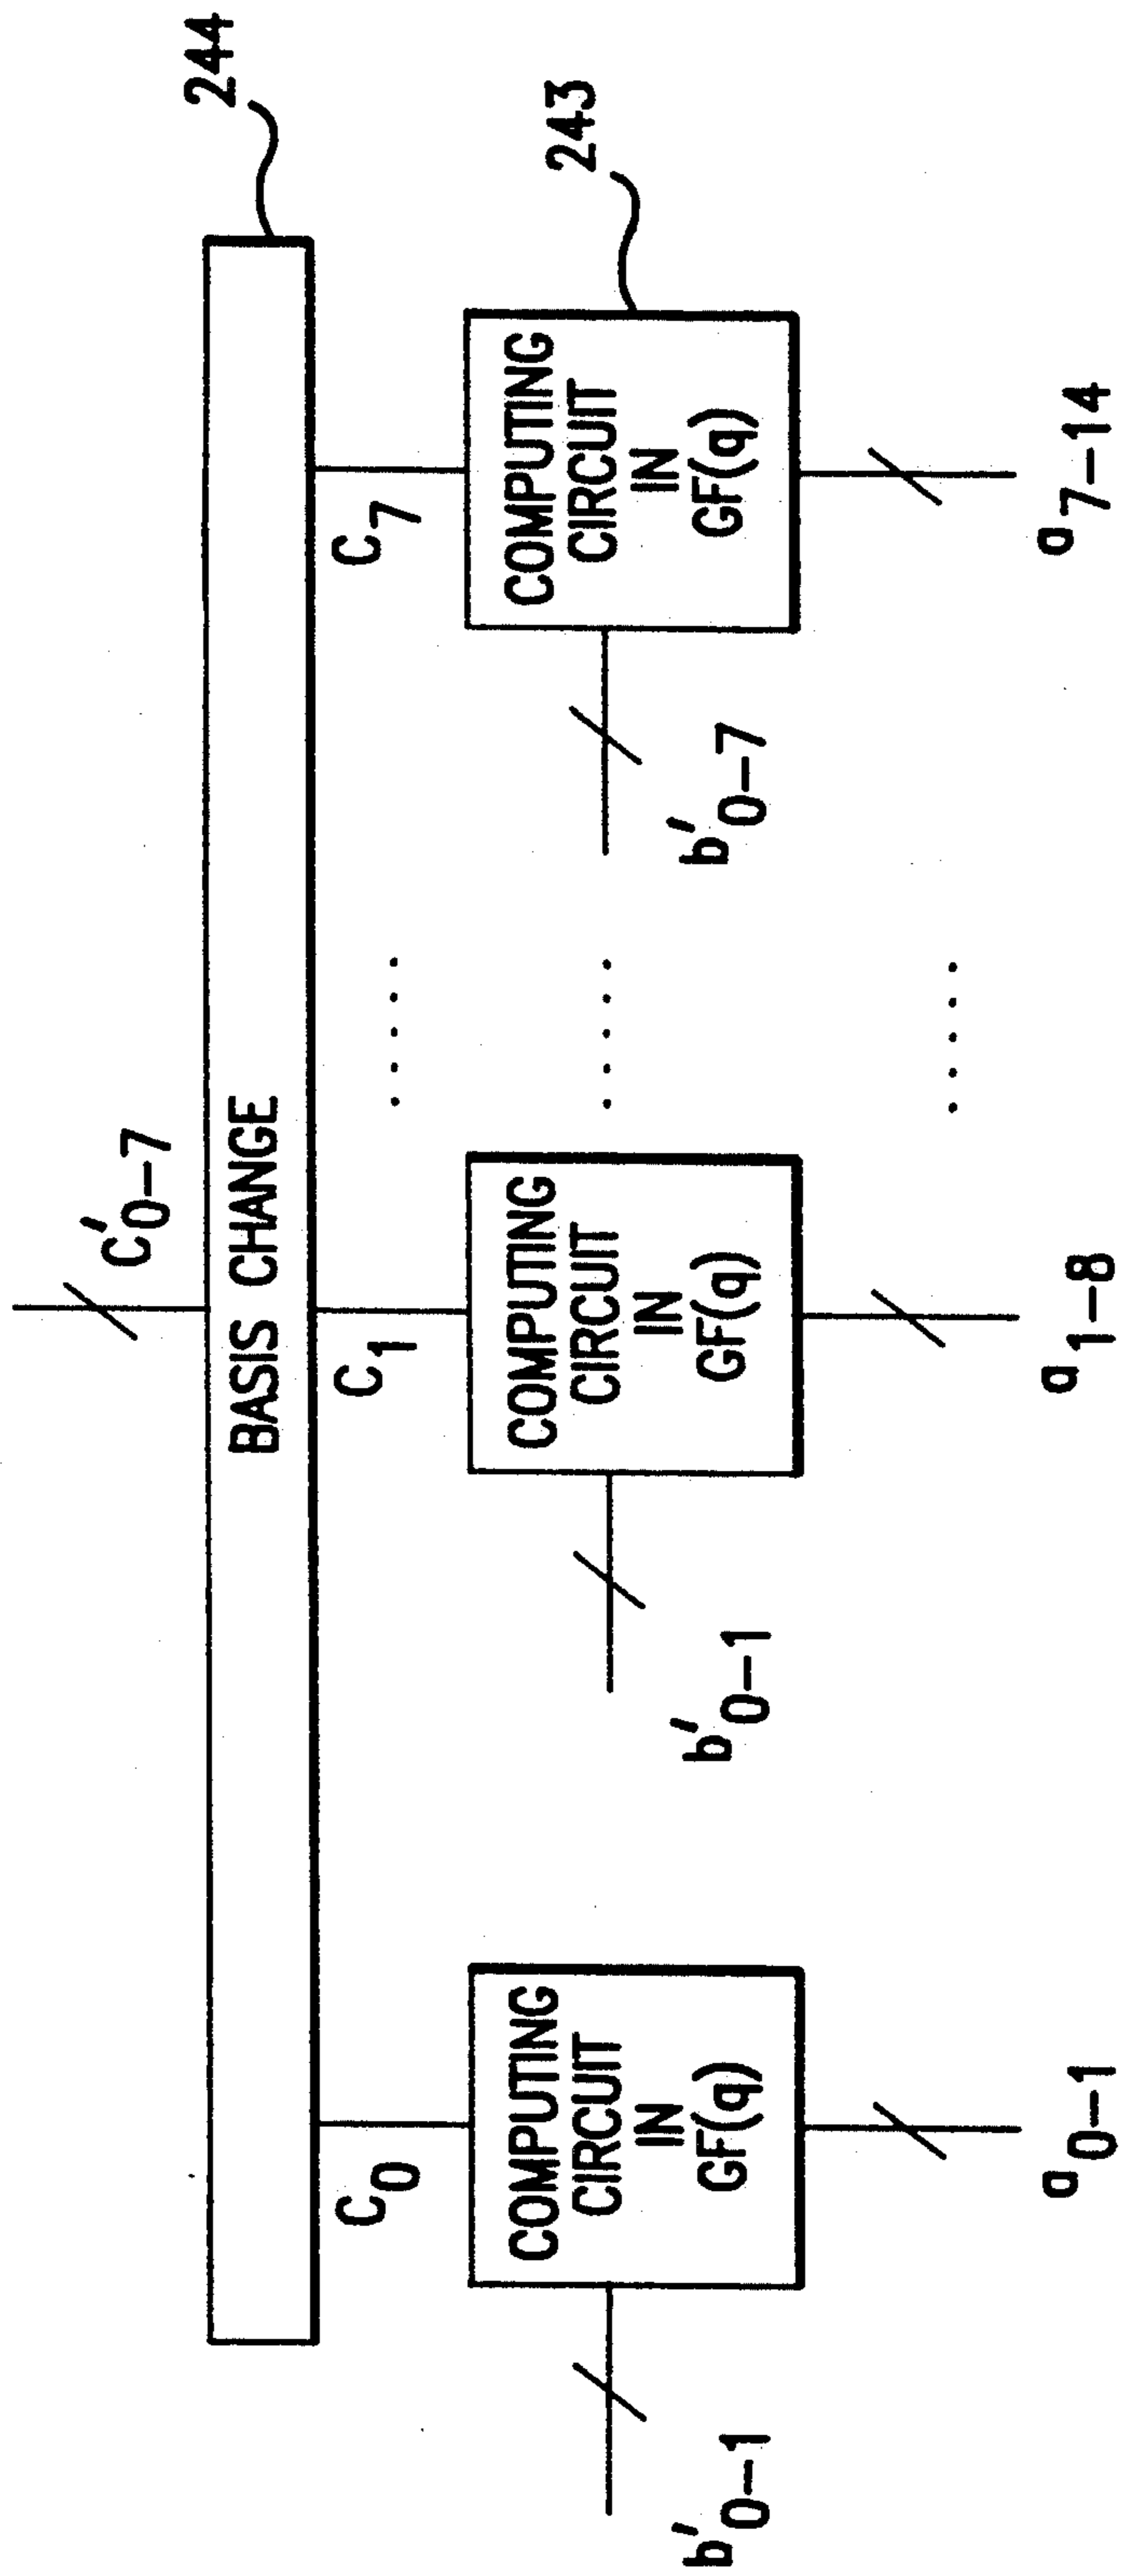 244
C'0-7
BASIS CHANGE
243
C0
C1
C7
COMPUTING
CIRCUIT
IN
GF(q)
COMPUTING
CIRCUIT
IN
GF(q)
COMPUTING
CIRCUIT
IN
GF(q)
b'0-1
b'0-1
b'0-7
a0-1
a1-8
a7-14